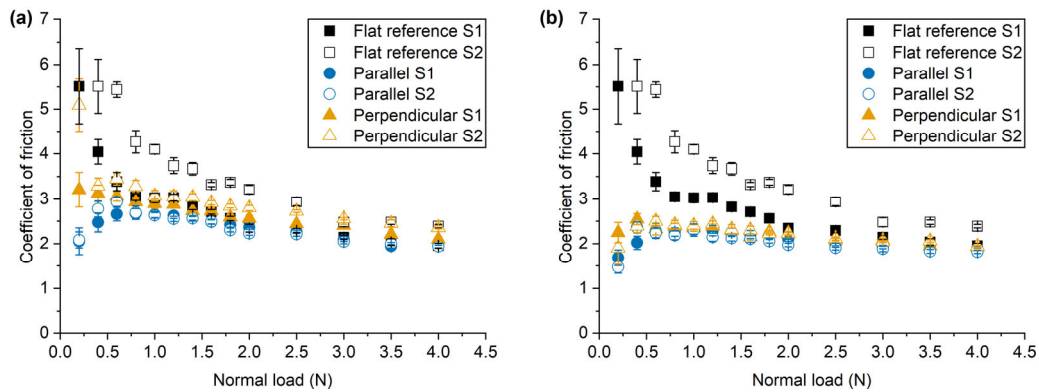 (a)
7
6
5
4
3
2
1
0
Coefficient of friction
Flat reference S1
Flat reference S2
Parallel S1
Parallel S2
Perpendicular S1
Perpendicular S2
0.0 0.5 1.0 1.5 2.0 2.5 3.0 3.5 4.0 4.5
Normal load (N)
(b)
7
6
5
4
3
2
1
0
Coefficient of friction
Flat reference S1
Flat reference S2
Parallel S1
Parallel S2
Perpendicular S1
Perpendicular S2
0.0 0.5 1.0 1.5 2.0 2.5 3.0 3.5 4.0 4.5
Normal load (N)